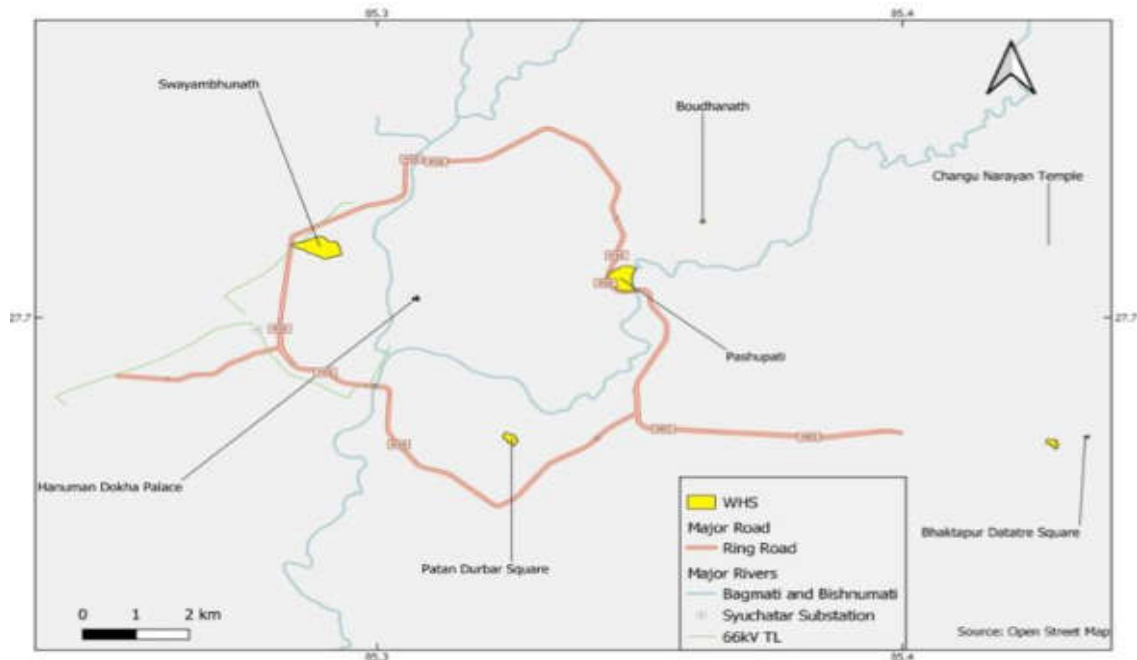 85.3
85.4
Swayambhunath
Boudhanath
Changu Narayan Temple
27.7
27.7
Pashupati
Hanuman Dokha Palace
Patan Durbar Square
Bhaktapur Datatre Square
WHS
Major Road
Ring Road
Major Rivers
Bagmati and Bishnumati
Syuchatar Substation
66kV TL
0 1 2 km
Source: Open Street Map
85.3
85.4